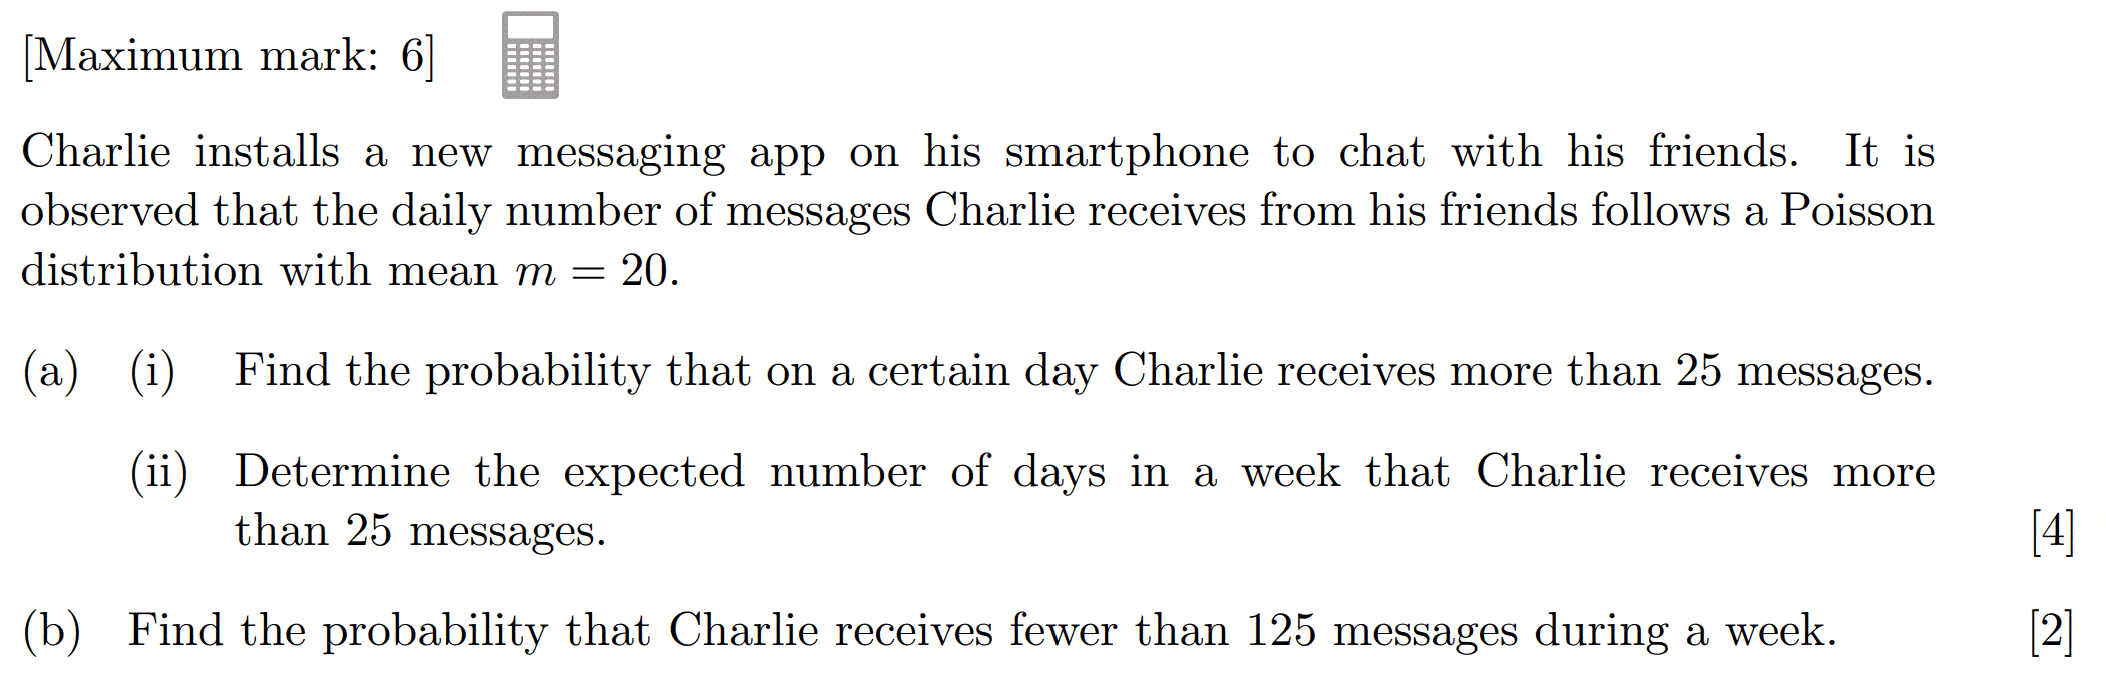 [Maximum mark: 6]
Charlie installs a new messaging app on his smartphone to chat with his friends. It is
observed that the daily number of messages Charlie receives from his friends follows a Poisson
distribution with mean m = 20.
(a) (i) Find the probability that on a certain day Charlie receives more than 25 messages.
(ii) Determine the expected number of days in a week that Charlie receives more
than 25 messages. [4]
(b) Find the probability that Charlie receives fewer than 125 messages during a week. [2]